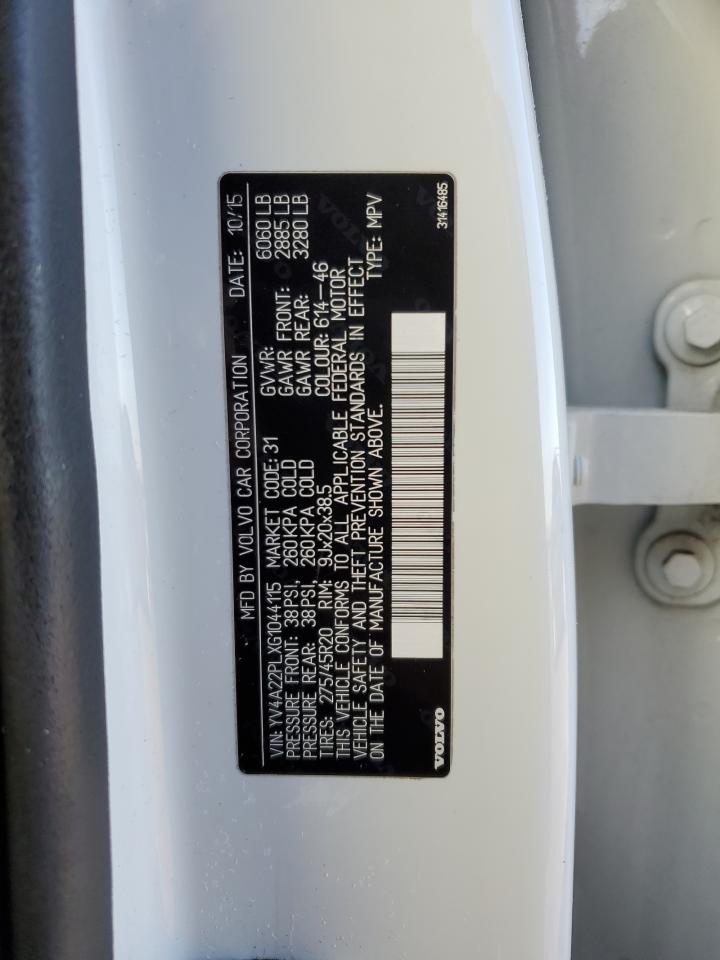 MFD BY VOLVO CAR CORPORATION DATE: 10/15
VIN: YV4A22PLXG1044115 MARKET CODE: 31 GVWR: 6060 LB
PRESSURE FRONT: 38PSI, 260KPA COLD GAWR FRONT: 2885 LB
PRESSURE REAR: 38PSI, 260KPA COLD GAWR REAR: 3280 LB
TIRES: 275/45R20 RIM: 9Jx20x38.5 COLOUR: 614-46
THIS VEHICLE CONFORMS TO ALL APPLICABLE FEDERAL MOTOR
VEHICLE SAFETY AND THEFT PREVENTION STANDARDS IN EFFECT
ON THE DATE OF MANUFACTURE SHOWN ABOVE. TYPE: MPV
VOLVO 31416485